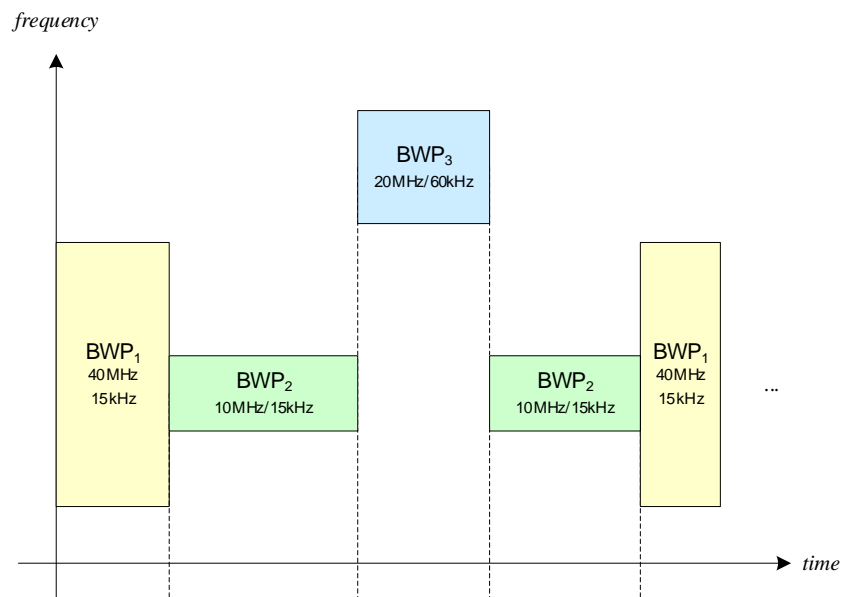 frequency
BWP₃
20MHz/60kHz
BWP₁
40MHz
15kHz
BWP₂
10MHz/15kHz
BWP₂
10MHz/15kHz
BWP₁
40MHz
15kHz
...
time